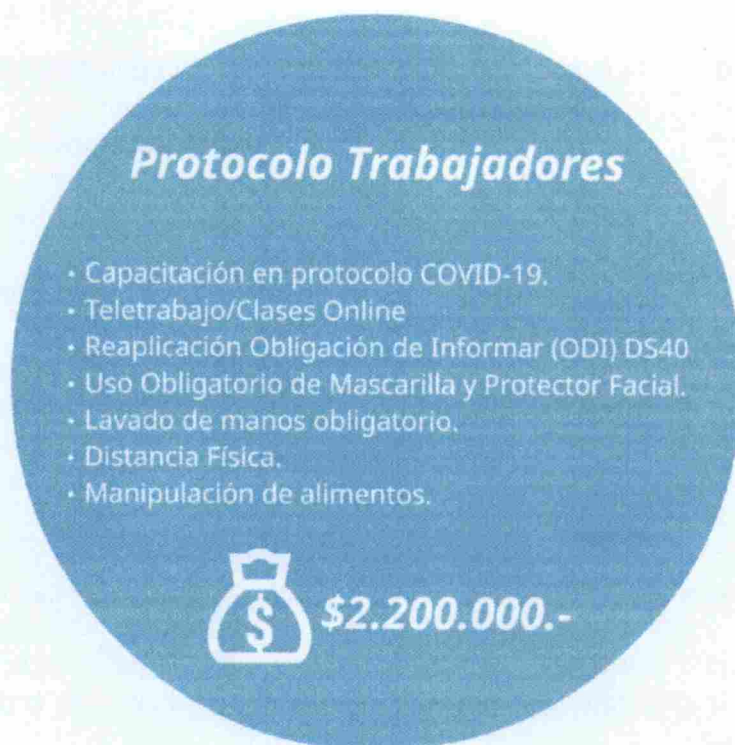 Protocolo Trabajadores
• Capacitación en protocolo COVID-19.
• Teletrabajo/Clases Online
• Reaplicación Obligación de Informar (ODI) DS40
• Uso Obligatorio de Mascarilla y Protector Facial.
• Lavado de manos obligatorio.
• Distancia Física.
• Manipulación de alimentos.
$ $2.200.000.-